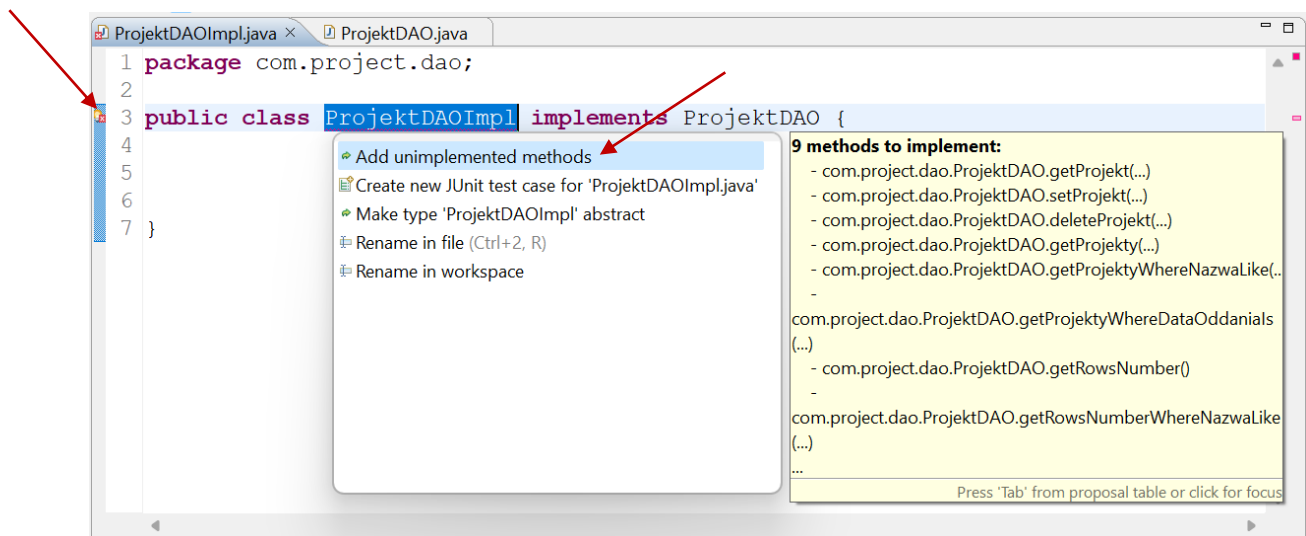 ProjektDAOImpl.java × ProjektDAO.java
1 package com.project.dao;
2
3 public class ProjektDAOImpl implements ProjektDAO {
4
5
6
7 }
Add unimplemented methods
Create new JUnit test case for 'ProjektDAOImpl.java'
Make type 'ProjektDAOImpl' abstract
Rename in file (Ctrl+2, R)
Rename in workspace
9 methods to implement:
- com.project.dao.ProjektDAO.getProjekt(...)
- com.project.dao.ProjektDAO.setProjekt(...)
- com.project.dao.ProjektDAO.deleteProjekt(...)
- com.project.dao.ProjektDAO.getProjekty(...)
- com.project.dao.ProjektDAO.getProjektyWhereNazwaLike(..
-
com.project.dao.ProjektDAO.getProjektyWhereDataOddaniaIs
(...)
- com.project.dao.ProjektDAO.getRowsNumber()
-
com.project.dao.ProjektDAO.getRowsNumberWhereNazwaLike
(...)
...
Press 'Tab' from proposal table or click for focus